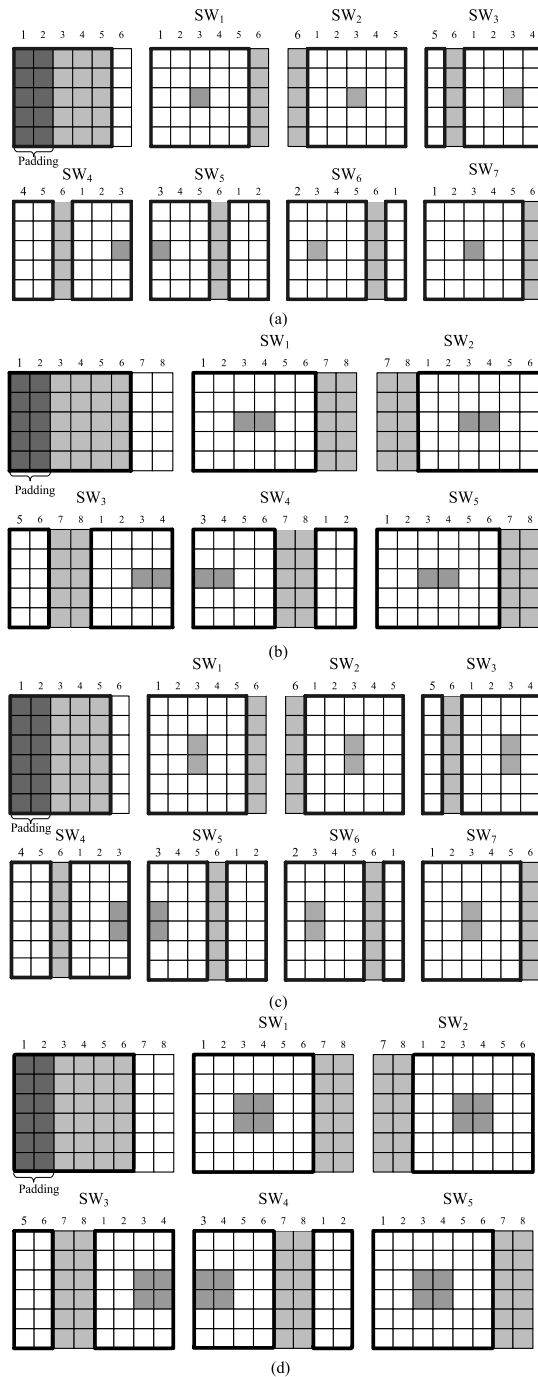 SW1 SW2 SW3
1 2 3 4 5 6 1 2 3 4 5 6 6 1 2 3 4 5 5 6 1 2 3 4
Padding
SW4 SW5 SW6 SW7
4 5 6 1 2 3 3 4 5 6 1 2 2 3 4 5 6 1 1 2 3 4 5 6
(a)
SW1 SW2
1 2 3 4 5 6 7 8 1 2 3 4 5 6 7 8 7 8 1 2 3 4 5 6
Padding
SW3 SW4 SW5
5 6 7 8 1 2 3 4 3 4 5 6 7 8 1 2 1 2 3 4 5 6 7 8
(b)
SW1 SW2 SW3
1 2 3 4 5 6 1 2 3 4 5 6 6 1 2 3 4 5 5 6 1 2 3 4
Padding
SW4 SW5 SW6 SW7
4 5 6 1 2 3 3 4 5 6 1 2 2 3 4 5 6 1 1 2 3 4 5 6
(c)
SW1 SW2
1 2 3 4 5 6 7 8 1 2 3 4 5 6 7 8 7 8 1 2 3 4 5 6
Padding
SW3 SW4 SW5
5 6 7 8 1 2 3 4 3 4 5 6 7 8 1 2 1 2 3 4 5 6 7 8
(d)